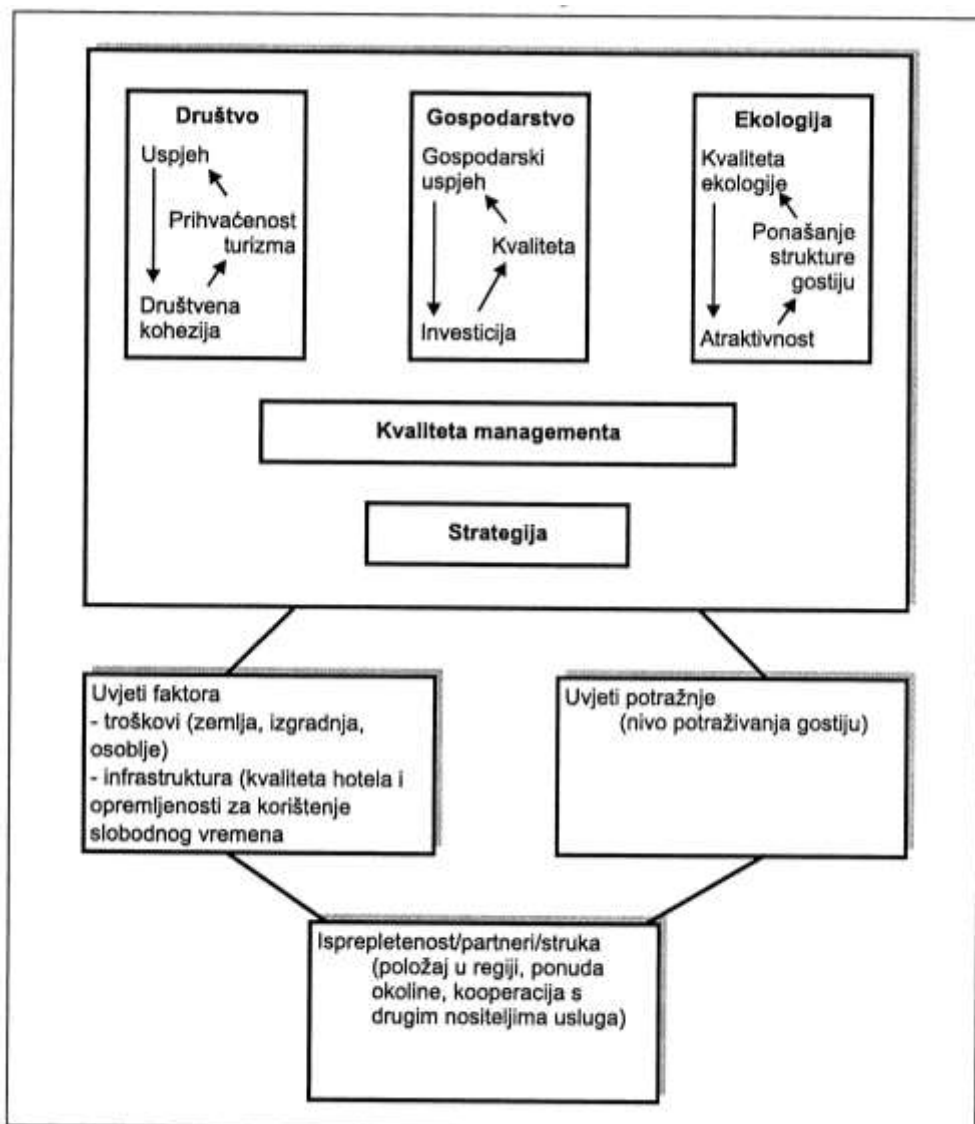 Društvo
Uspjeh
Prihvaćenost
turizma
Društvena
kohezija
Gospodarstvo
Gospodarski
uspjeh
Kvaliteta
Investicija
Ekologija
Kvaliteta
ekologije
Ponašanje
strukture
gostiju
Atraktivnost
Kvaliteta managementa
Strategija
Uvjeti faktora
- troškovi (zemlja, izgradnja,
osoblje)
- infrastruktura (kvaliteta hotela i
opremljenosti za korištenje
slobodnog vremena
Uvjeti potražnje
(nivo potraživanja gostiju)
Isprepletenost/partneri/struka
(položaj u regiji, ponuda
okoline, kooperacija s
drugim nositeljima usluga)